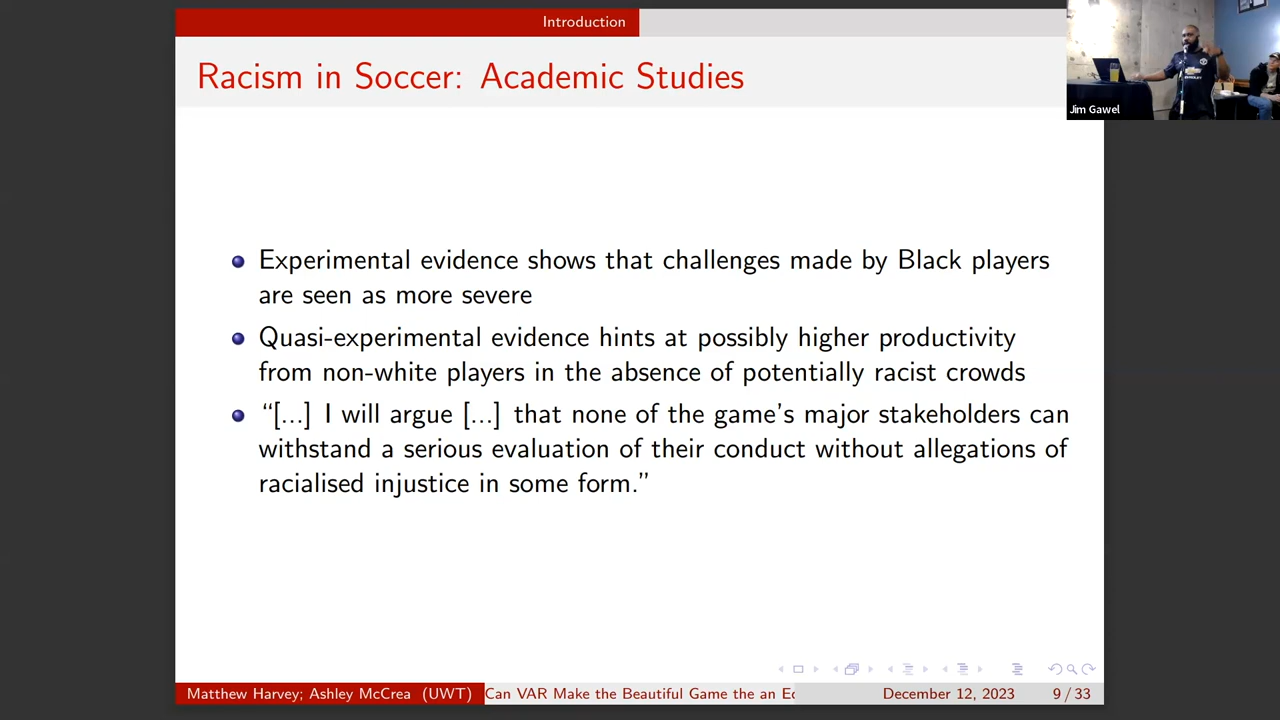 Introduction
Racism in Soccer: Academic Studies
Jim Gawel
Experimental evidence shows that challenges made by Black players
are seen as more severe
Quasi-experimental evidence hints at possibly higher productivity
from non-white players in the absence of potentially racist crowds
“[...] I will argue [...] that none of the game’s major stakeholders can
withstand a serious evaluation of their conduct without allegations of
racialised injustice in some form.”
Matthew Harvey; Ashley McCrea (UWT)
Can VAR Make the Beautiful Game the an Ec
December 12, 2023
9 / 33